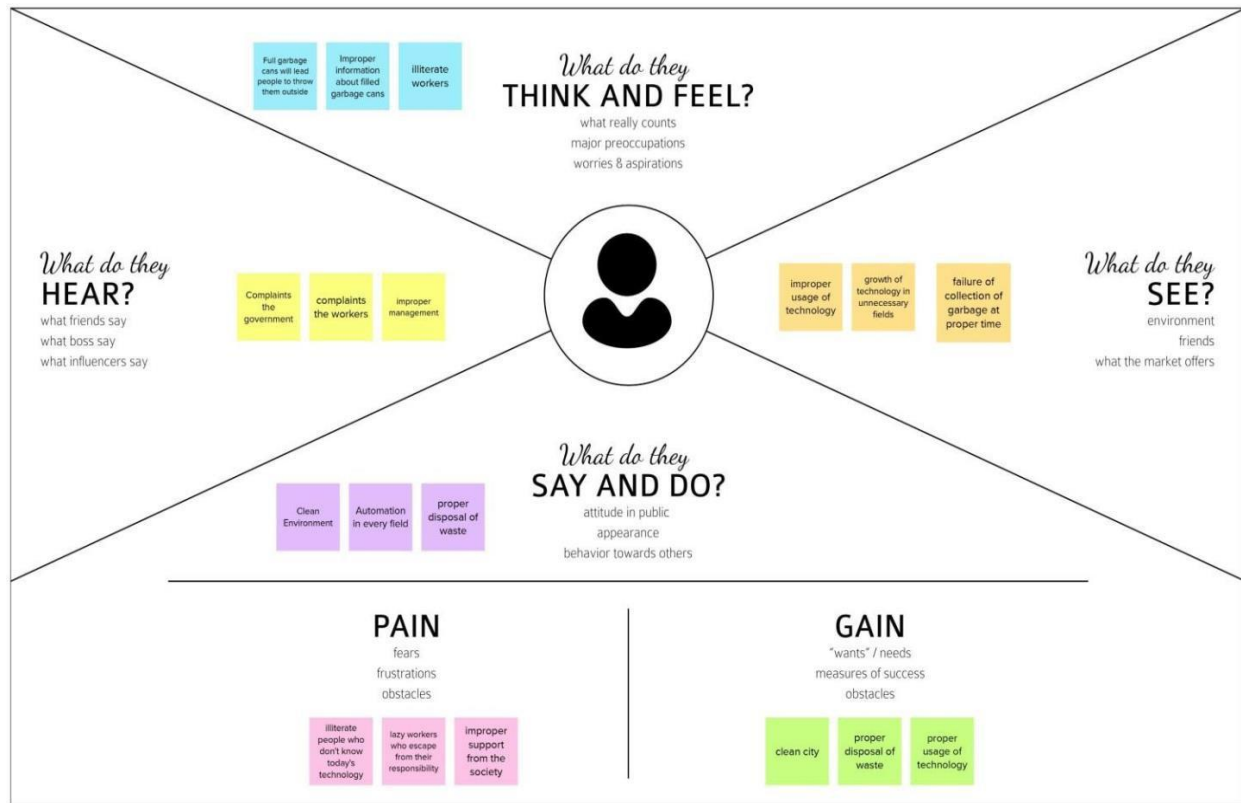 Full garbage
cans will lead
people to throw
them outside
Improper
information
about filled
garbage cans
illiterate
workers
What do they
THINK AND FEEL?
what really counts
major preoccupations
worries & aspirations
What do they
HEAR?
what friends say
what boss say
what influencers say
Complaints
the
government
complaints
the workers
improper
management
improper
usage of
technology
growth of
technology in
unnecessary
fields
failure of
collection of
garbage at
proper time
What do they
SEE?
environment
friends
what the market offers
What do they
SAY AND DO?
attitude in public
appearance
behavior towards others
Clean
Environment
Automation
in every field
proper
disposal of
waste
PAIN
fears
frustrations
obstacles
illiterate
people who
don't know
today's
technology
lazy workers
who escape
from their
responsibility
improper
support
from the
society
GAIN
"wants" / needs
measures of success
obstacles
clean city
proper
disposal of
waste
proper
usage of
technology